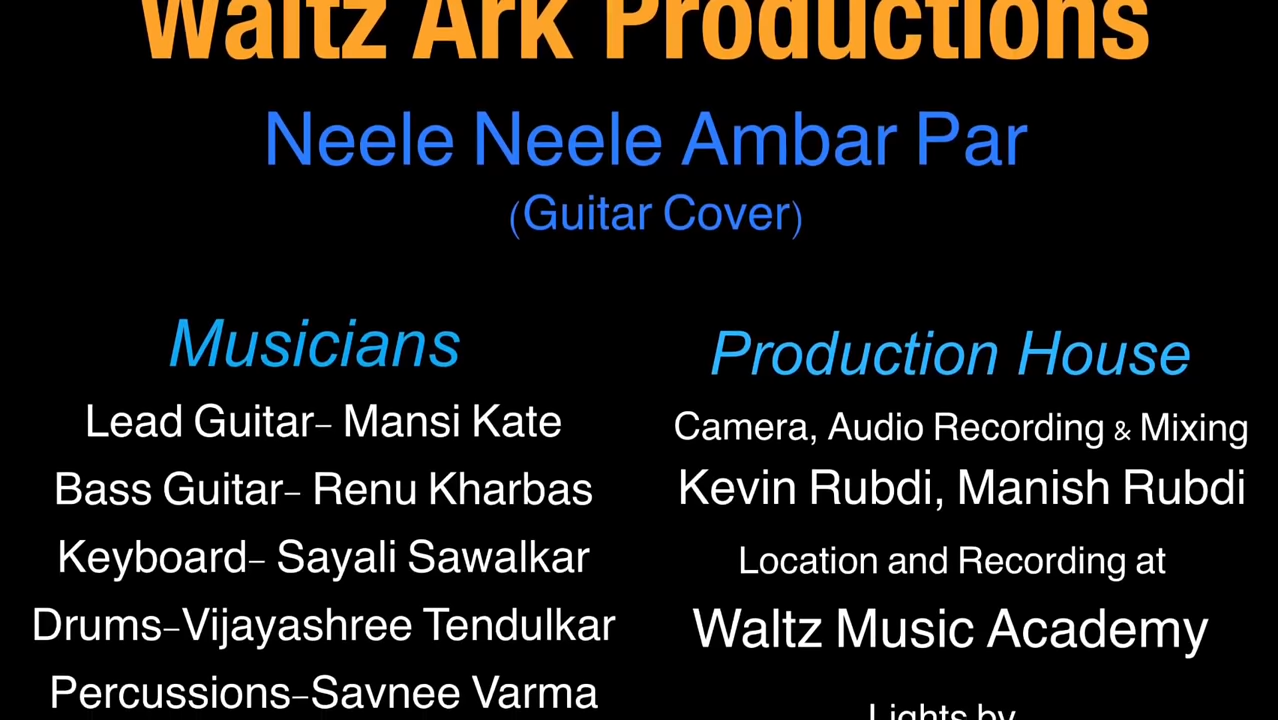 Waltz Ark Productions
Neele Neele Ambar Par
(Guitar Cover)
Musicians
Lead Guitar– Mansi Kate
Bass Guitar– Renu Kharbas
Keyboard– Sayali Sawalkar
Drums–Vijayashree Tendulkar
Percussions–Savnee Varma
Production House
Camera, Audio Recording & Mixing
Kevin Rubdi, Manish Rubdi
Location and Recording at
Waltz Music Academy
Lights by